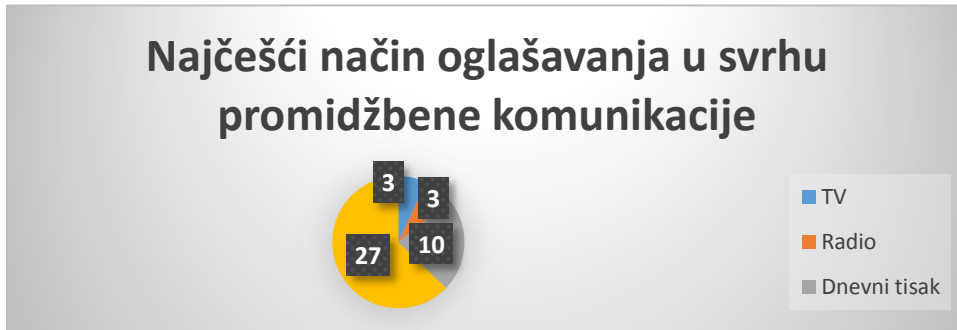 Najčešći način oglašavanja u svrhu
promidžbene komunikacije
3
3
10
27
TV
Radio
Dnevni tisak